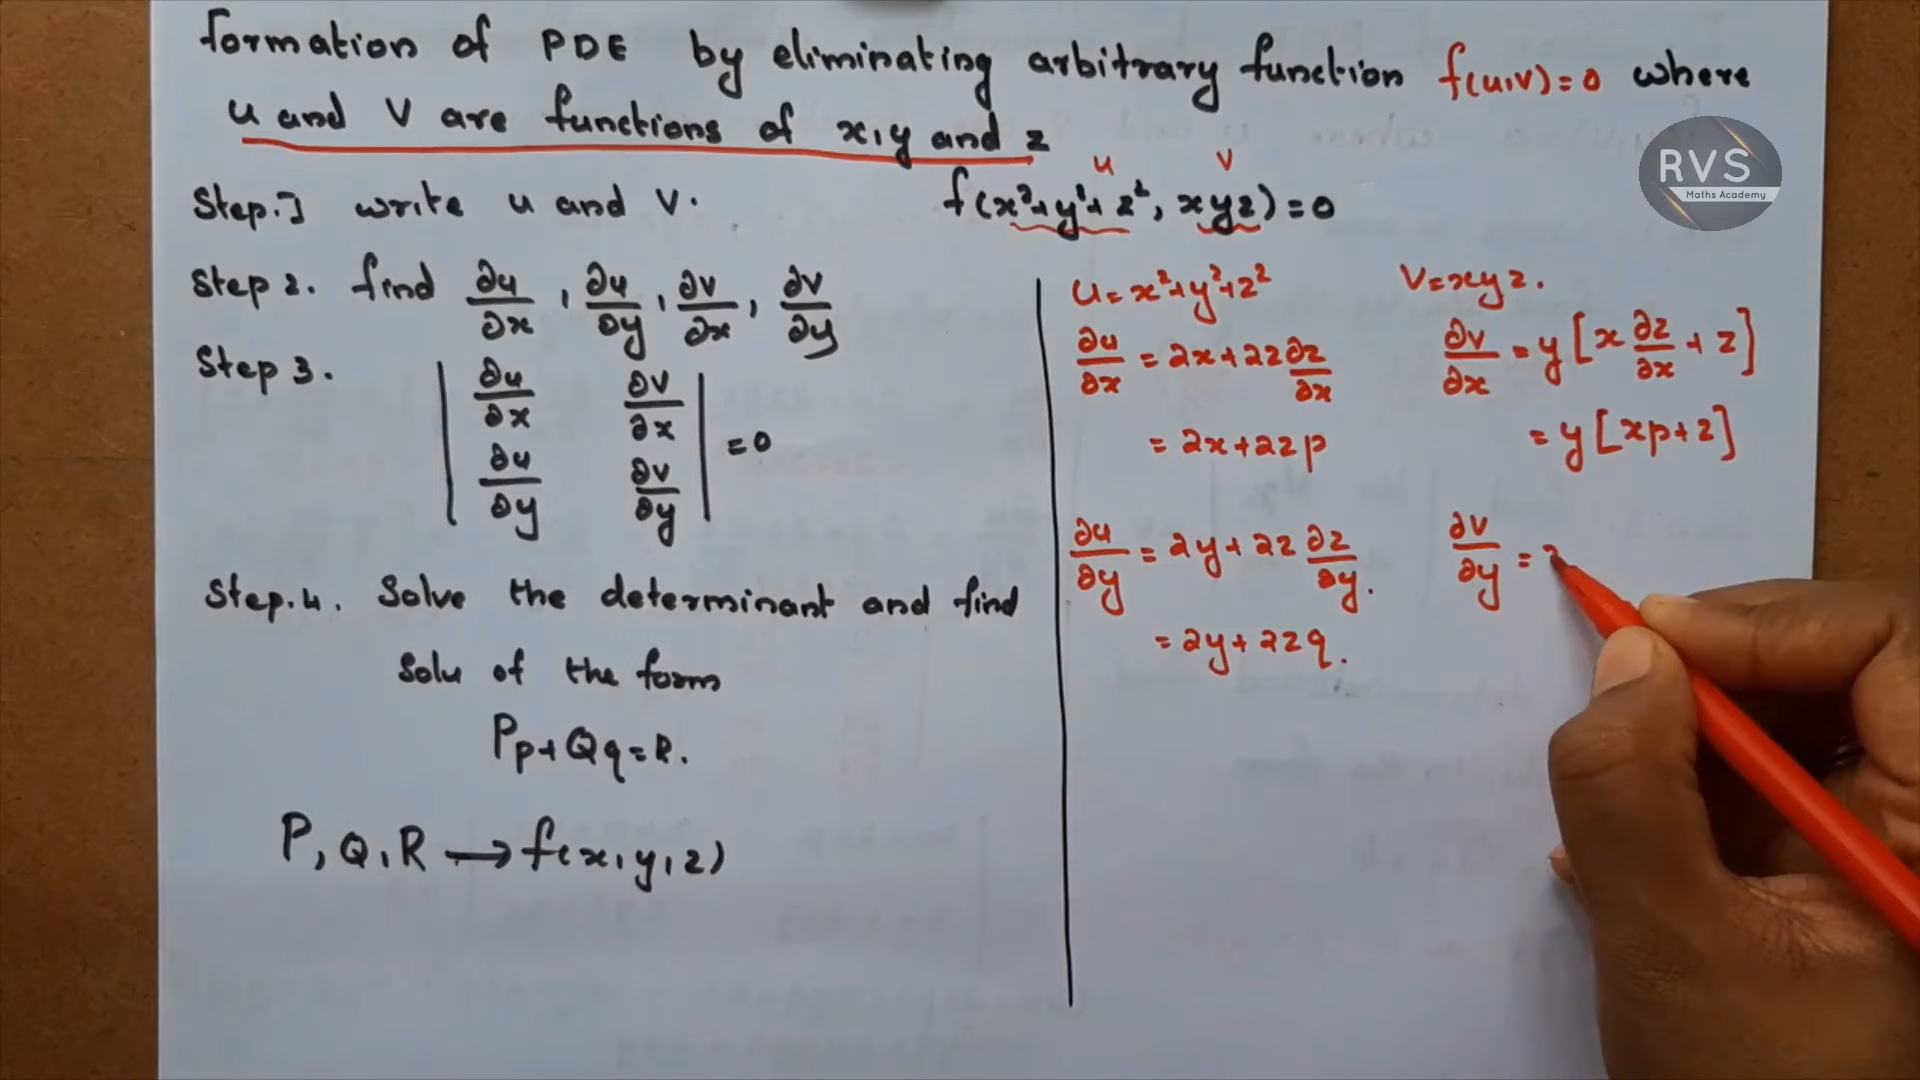 Formation of PDE by eliminating arbitrary function f(u,v)=0 where
u and v are functions of x, y and z
Step.1 write u and v.
Step 2. find ∂u/∂x , ∂u/∂y , ∂v/∂x , ∂v/∂y
Step 3.
| ∂u/∂x ∂v/∂x |
| ∂u/∂y ∂v/∂y | = 0
Step.4. Solve the determinant and find
Solu of the form
Pp+Qq=R.
P, Q, R → f(x, y, z)
u v
f(x²+y²+z², xyz)=0
u=x²+y²+z²
∂u/∂x = 2x+2z ∂z/∂x
= 2x+2zp
∂u/∂y = 2y+2z ∂z/∂y.
= 2y+2zq.
v=xyz.
∂v/∂x = y[x ∂z/∂x + z]
= y[xp+z]
∂v/∂y =
RVS
Maths Academy